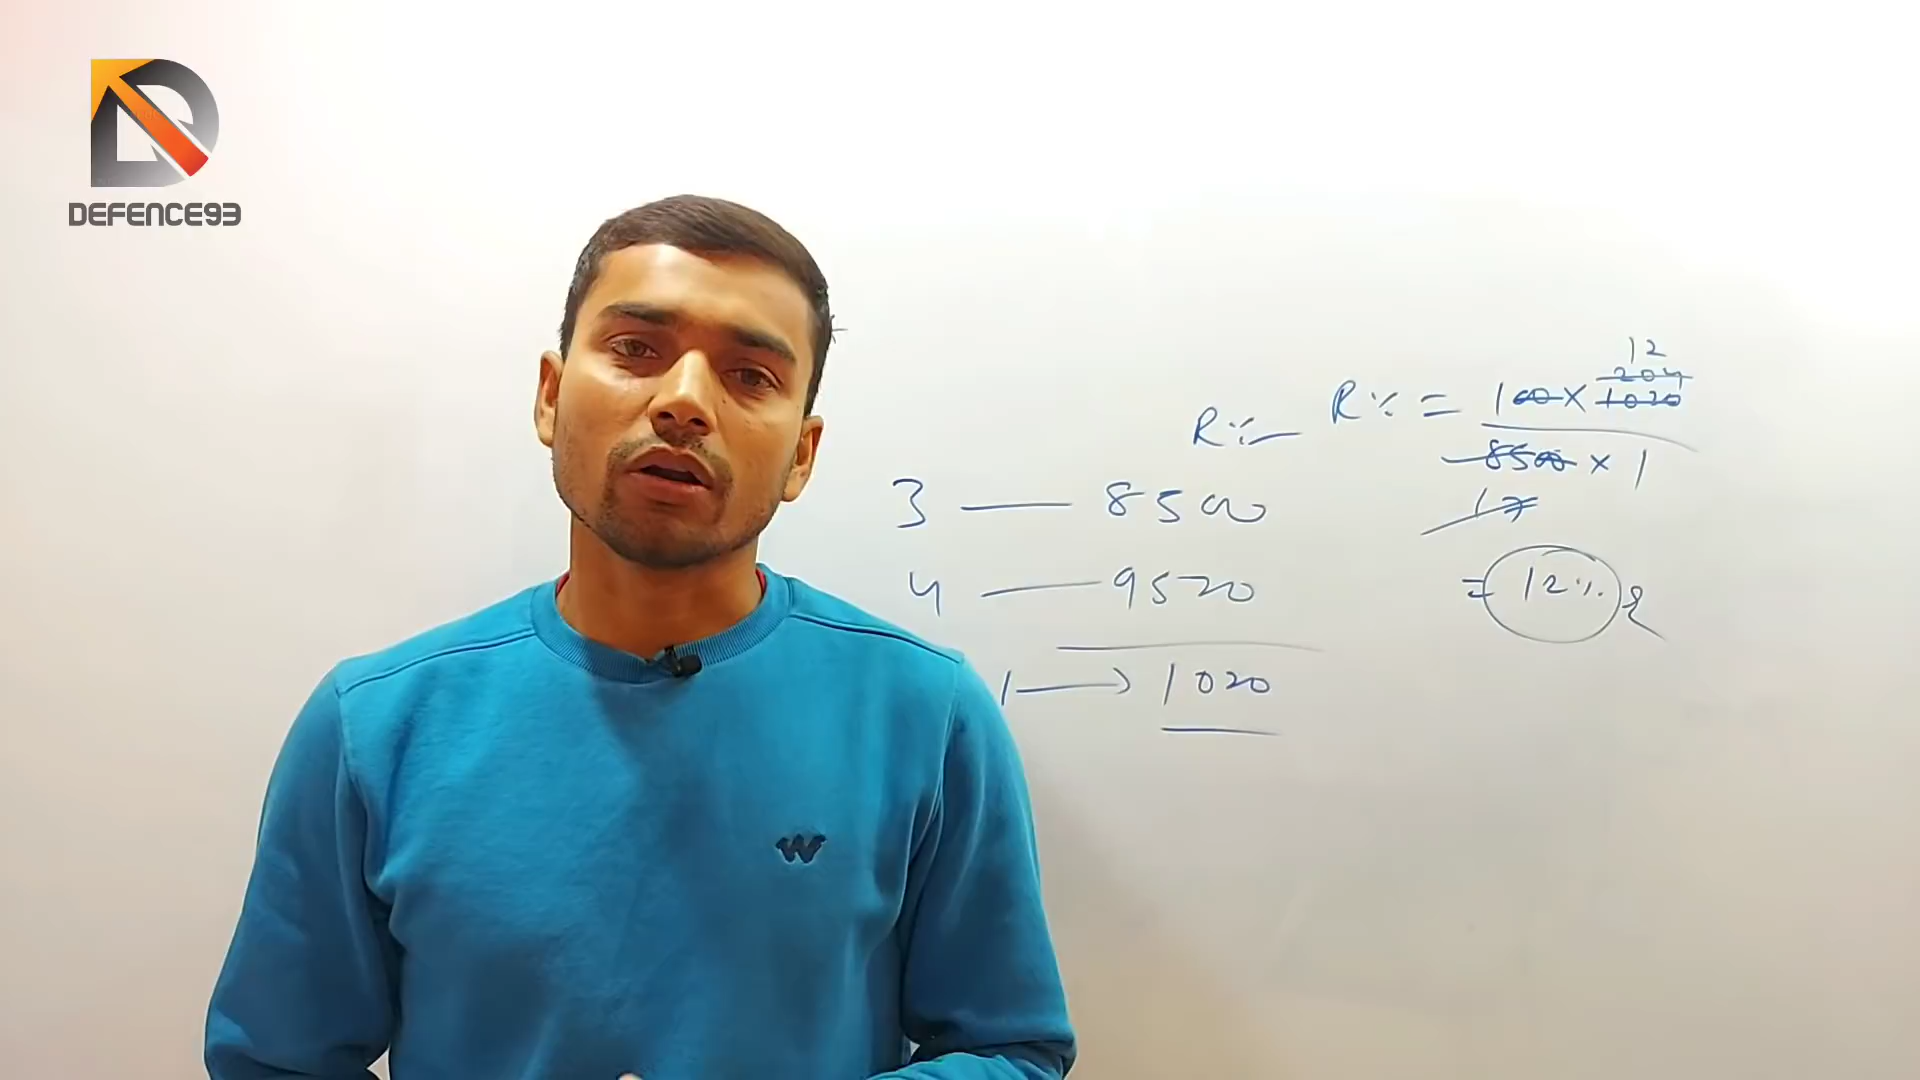 DEFENCE93
R% R% = 100 × 1020 204 12
8500 × 1
17
3 — 8500
4 — 9520
= 12%
1 → 1020
W